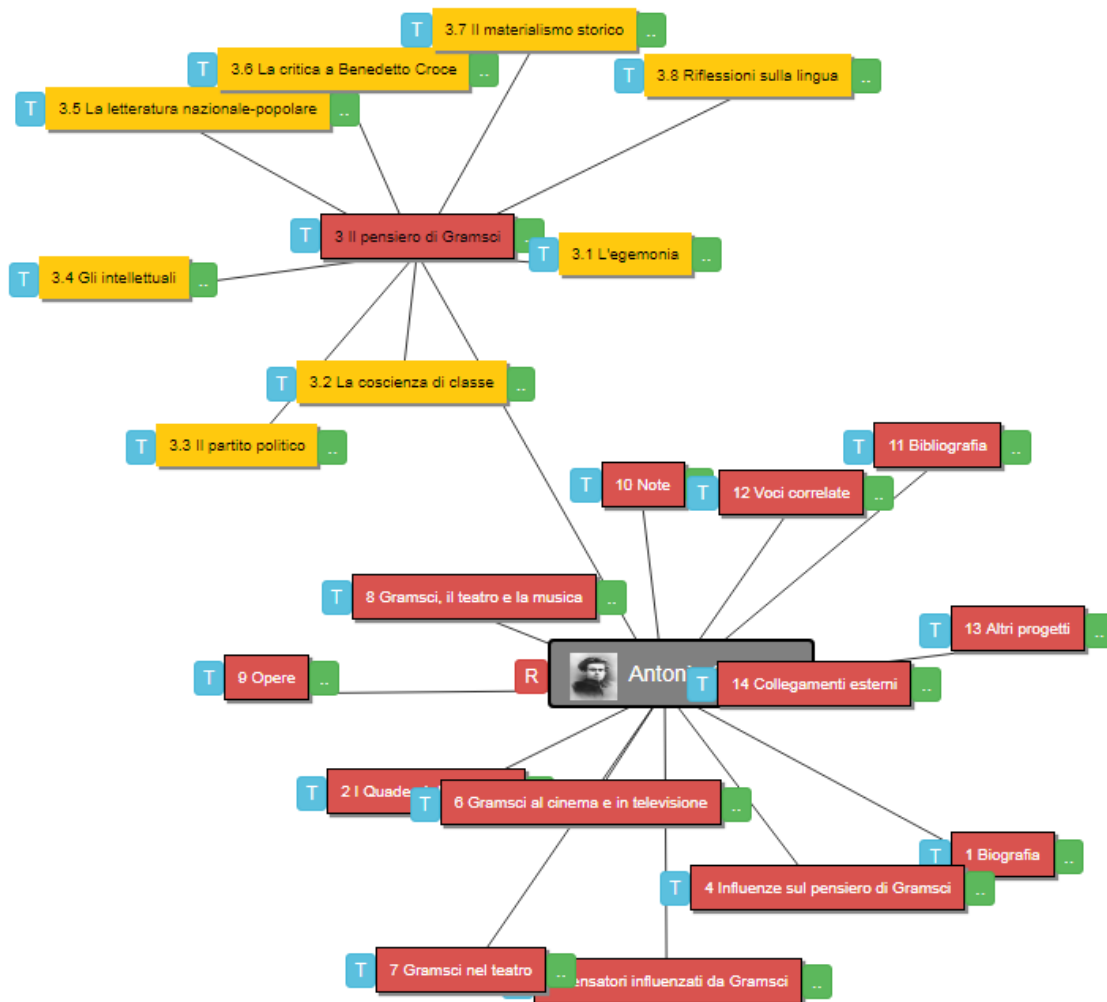 T 3.7 Il materialismo storico ..
T 3.6 La critica a Benedetto Croce ..
T 3.8 Riflessioni sulla lingua ..
T 3.5 La letteratura nazionale-popolare ..
T 3 Il pensiero di Gramsci ..
T 3.1 L'egemonia ..
T 3.4 Gli intellettuali ..
T 3.2 La coscienza di classe ..
T 3.3 Il partito politico ..
T 11 Bibliografia ..
T 10 Note
T 12 Voci correlate ..
T 8 Gramsci, il teatro e la musica ..
T 13 Altri progetti ..
T 9 Opere ..
R
T 14 Collegamenti esterni ..
T 2 I
T 6 Gramsci al cinema e in televisione ..
T 1 Biografia ..
T 4 Influenze sul pensiero di Gramsci ..
T 7 Gramsci nel teatro ..
influenzati da Gramsci ..